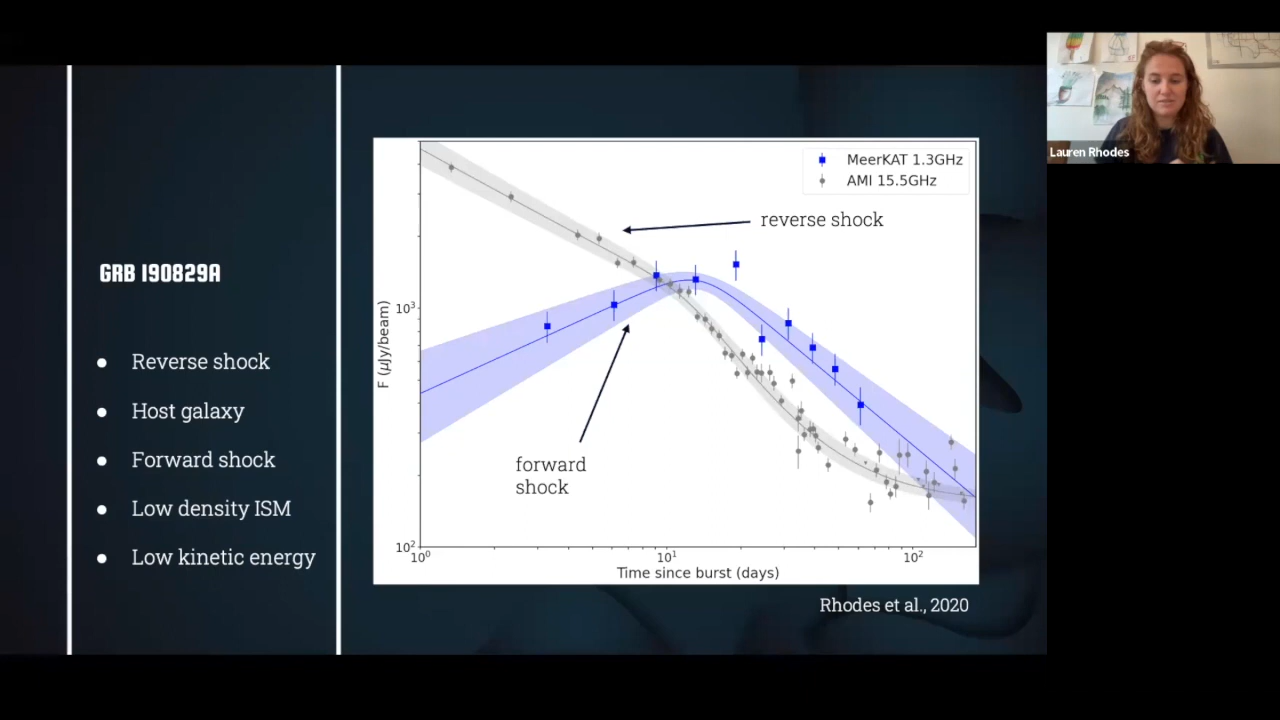 Lauren Rhodes
GRB 190829A
● Reverse shock
● Host galaxy
● Forward shock
● Low density ISM
● Low kinetic energy
MeerKAT 1.3GHz
AMI 15.5GHz
reverse shock
forward
shock
F (μJy/beam)
10³
10²
10⁰
10¹
10²
Time since burst (days)
Rhodes et al., 2020